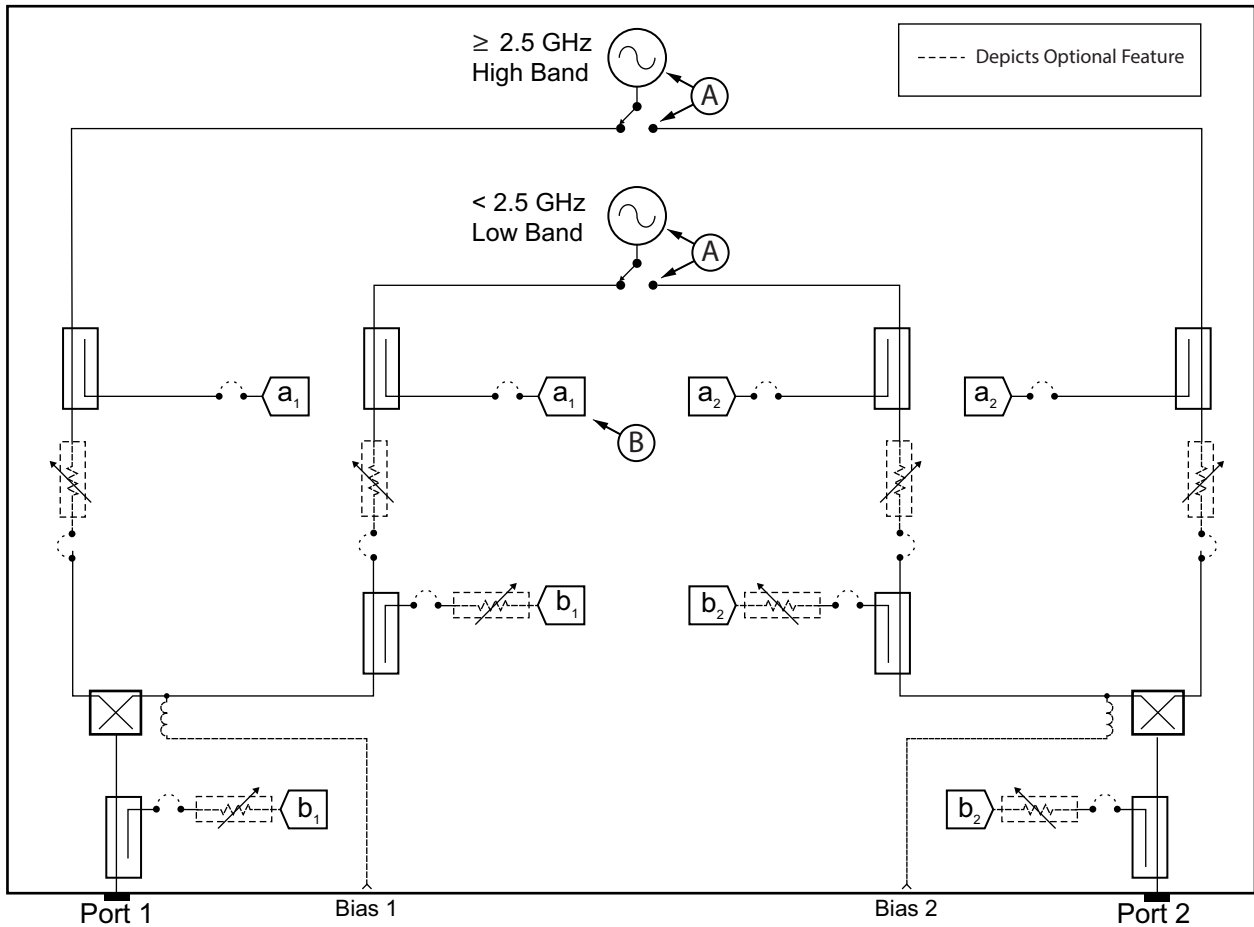 ≥ 2.5 GHz
High Band
A
----- Depicts Optional Feature
< 2.5 GHz
Low Band
A
a₁
a₁
a₂
a₂
B
b₁
b₂
b₁
b₂
Port 1
Bias 1
Bias 2
Port 2